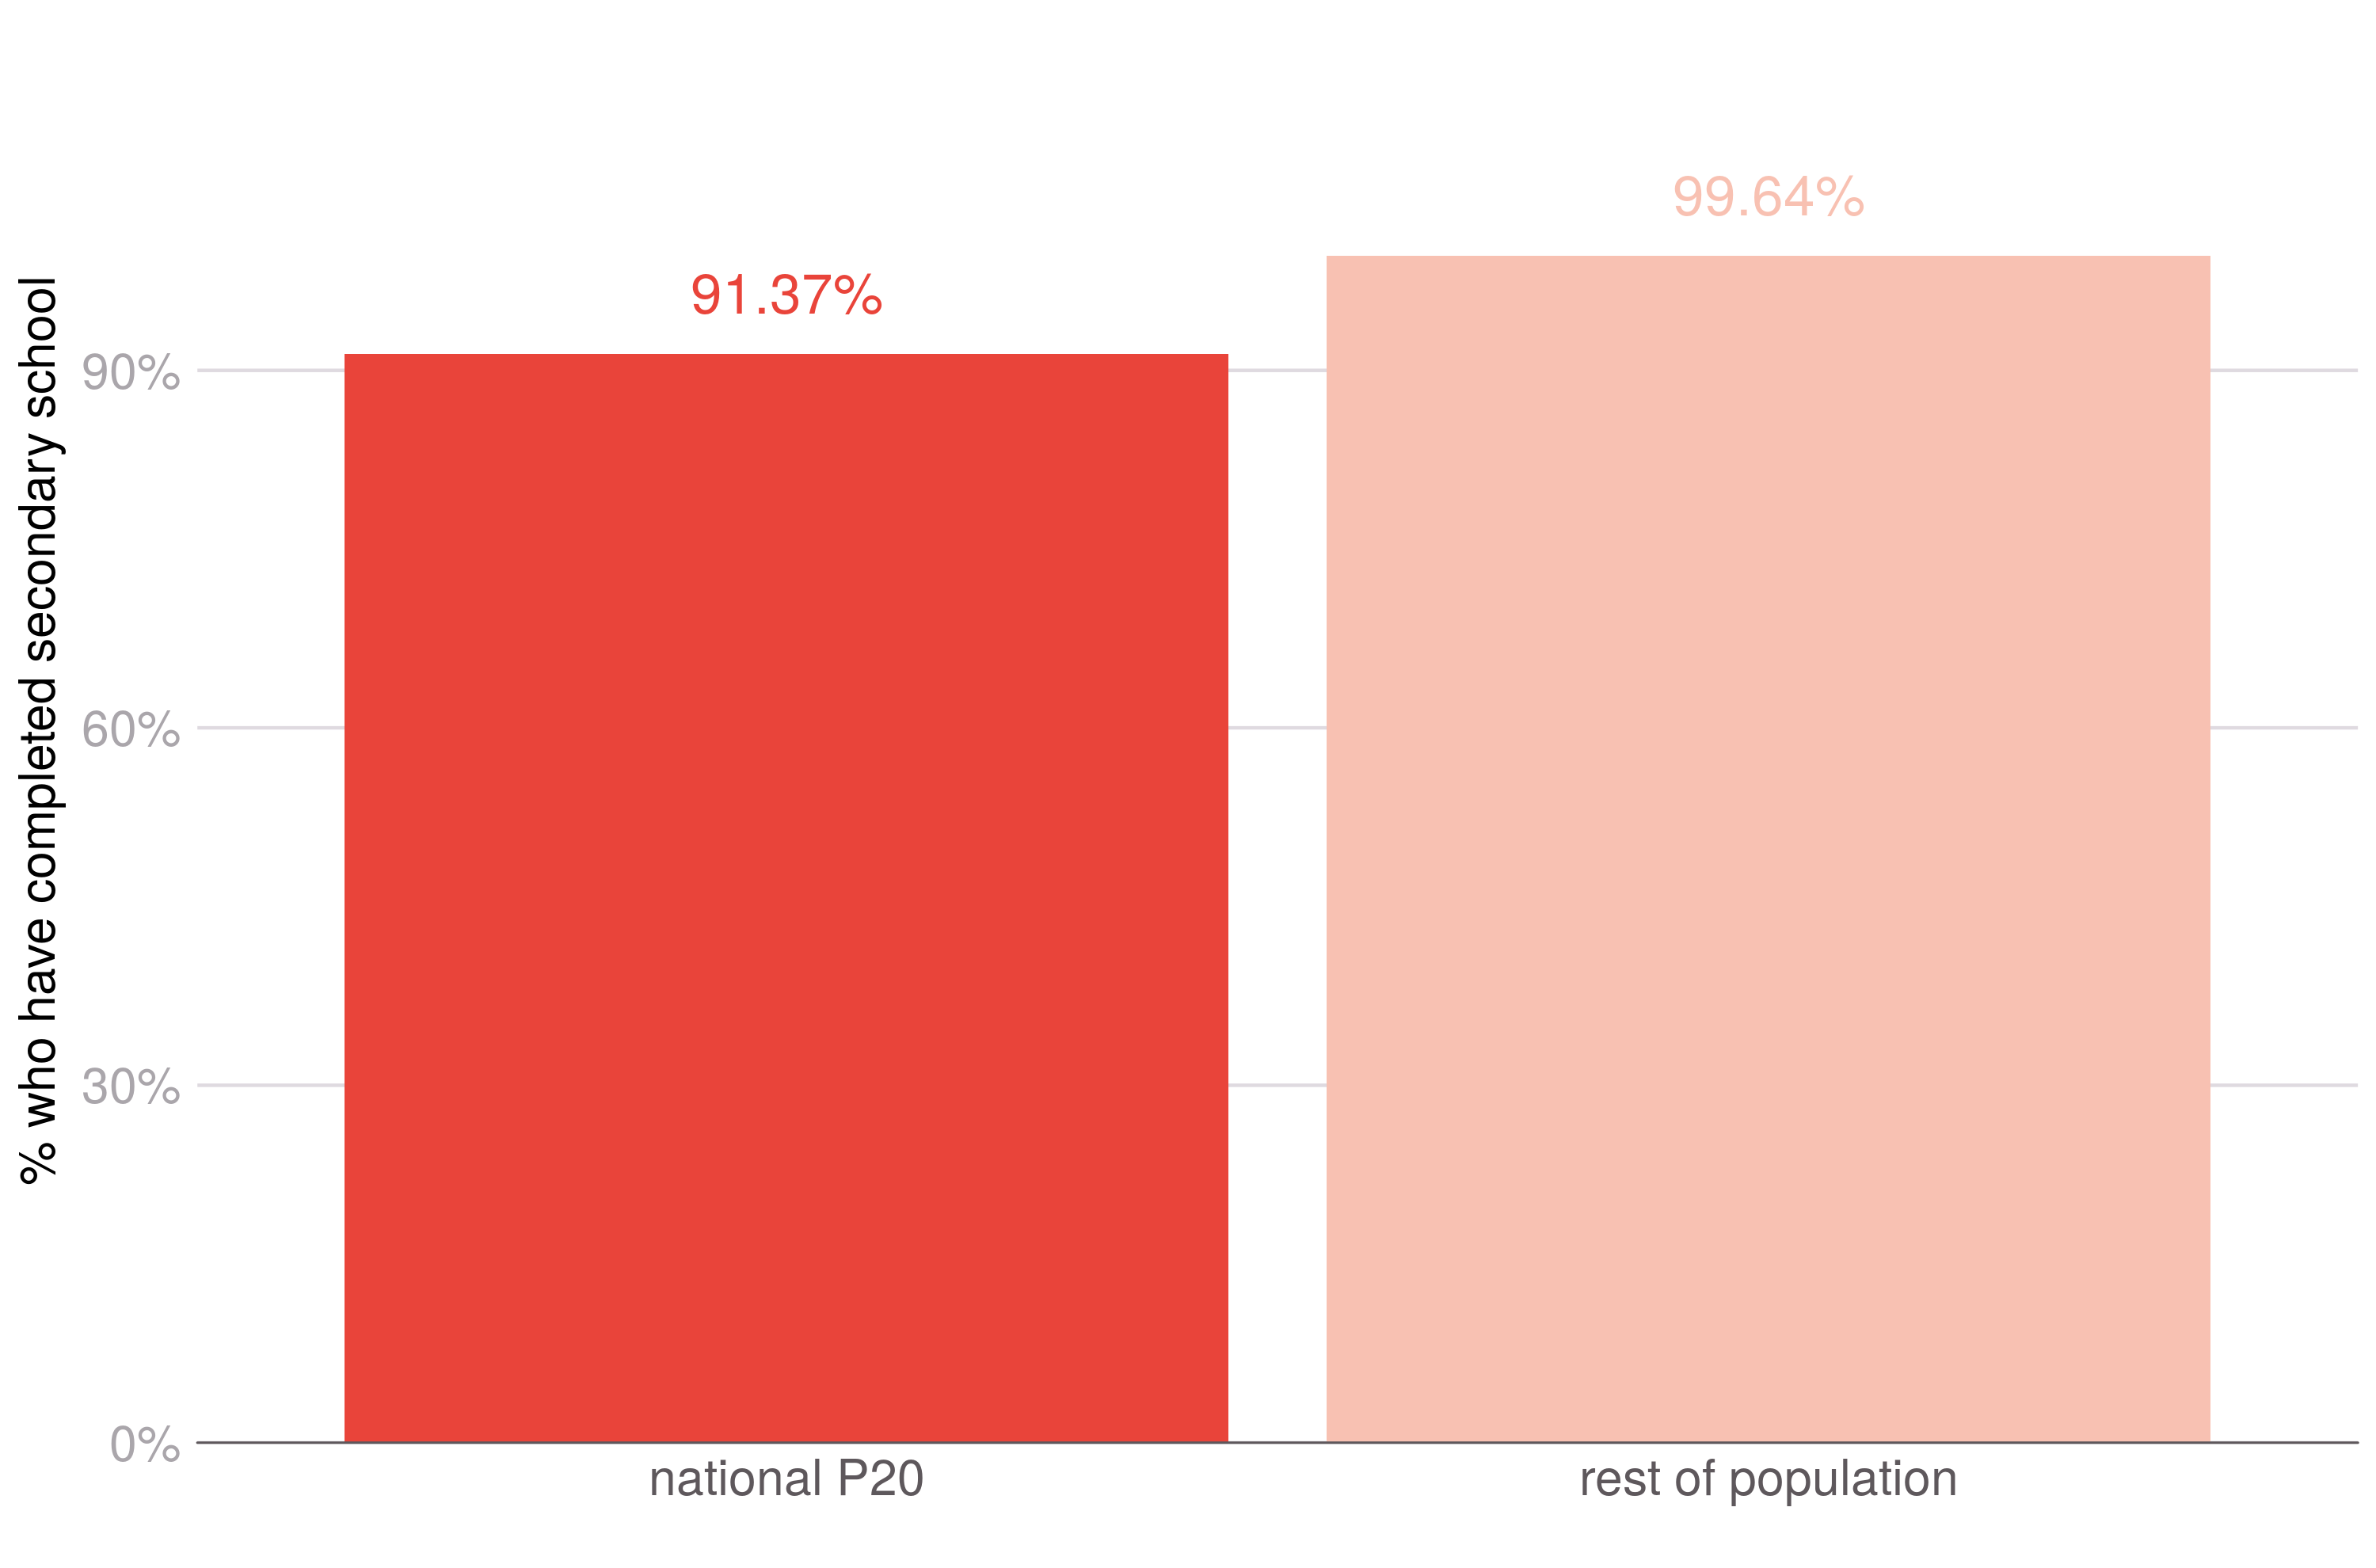 % who have completed secondary school
90%
60%
30%
0%
91.37%
99.64%
national P20
rest of population